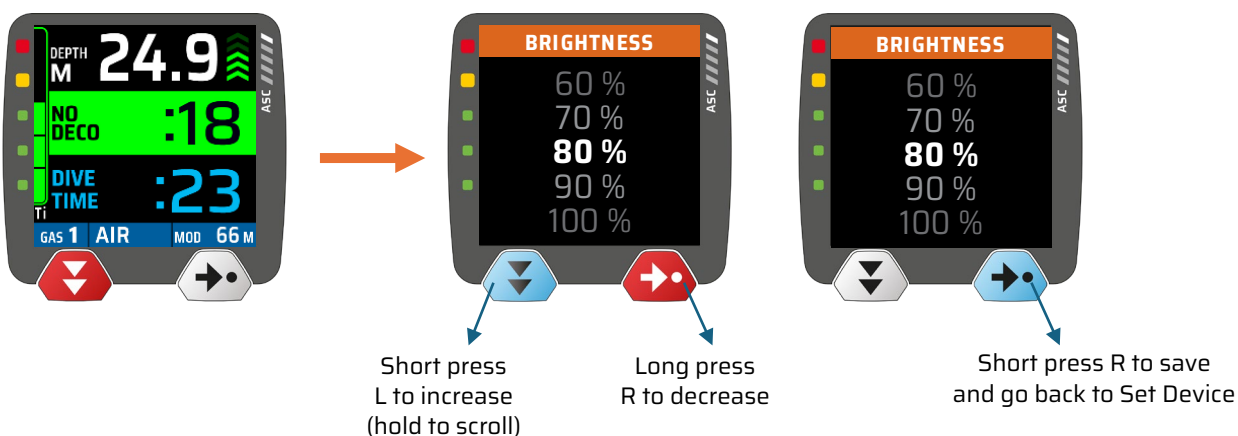 DEPTH
M 24.9
ASC
NO
DECO :18
DIVE
TIME :23
Ti
GAS 1 AIR MOD 66 M
BRIGHTNESS
60 %
70 %
80 %
90 %
100 %
ASC
Short press
L to increase
(hold to scroll)
Long press
R to decrease
BRIGHTNESS
60 %
70 %
80 %
90 %
100 %
ASC
Short press R to save
and go back to Set Device